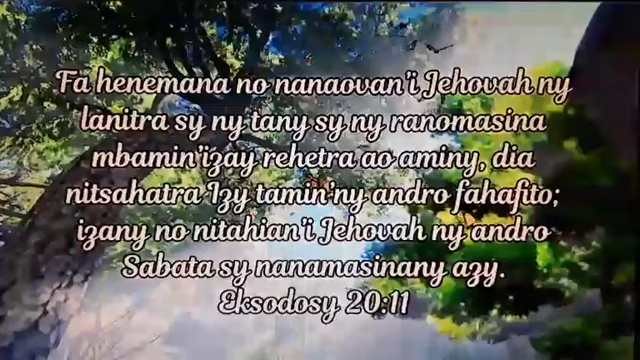 Fa henemana no nanaovan'i Jehovah ny
lanitra sy ny tany sy ny ranomasina
mbamin'izay rehetra ao aminy, dia
nitsahatra Izy tamin'ny andro fahafito;
izany no nitahian'i Jehovah ny andro
Sabata sy nanamasinany azy.
Eksodosy 20:11